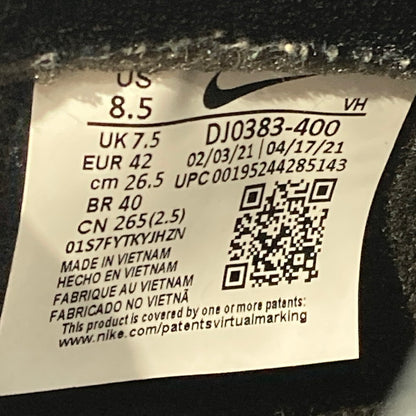 US
8.5
VH
UK 7.5
DJ0383-400
EUR 42
02/03/21 | 04/17/21
cm 26.5
UPC 00195244285143
BR 40
CN 265(2.5)
01S7FYTKYJHZN
MADE IN VIETNAM
HECHO EN VIETNAM
FABRIQUE AU VIETNAM
FABRICADO NO VIETNÃ
This product is covered by one or more patents:
www.nike.com/patentsvirtualmarking